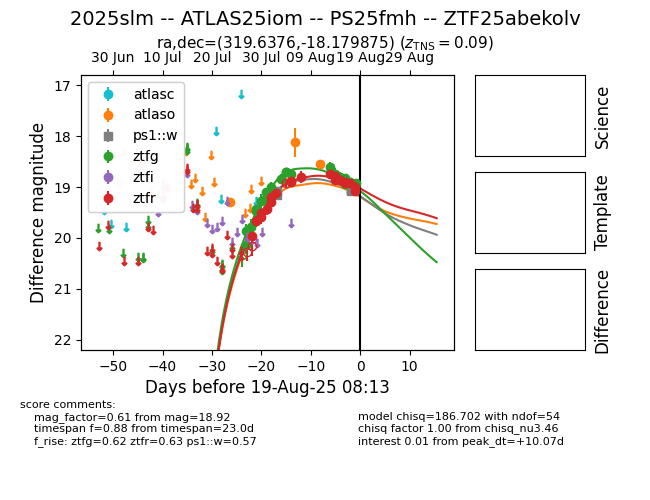 2025slm -- ATLAS25iom -- PS25fmh -- ZTF25abekolv
ra,dec=(319.6376,-18.179875) (z_TNS = 0.09)
30 Jun 10 Jul 20 Jul 30 Jul 09 Aug 19 Aug 29 Aug
17
18
19
20
21
22
Difference magnitude
atlasc
atlaso
ps1::w
ztfg
ztfi
ztfr
−50 −40 −30 −20 −10 0 10
Days before 19-Aug-25 08:13
Science
Template
Difference
score comments:
mag_factor=0.61 from mag=18.92
timespan f=0.88 from timespan=23.0d
f_rise: ztfg=0.62 ztfr=0.63 ps1::w=0.57
model chisq=186.702 with ndof=54
chisq factor 1.00 from chisq_nu3.46
interest 0.01 from peak_dt=+10.07d